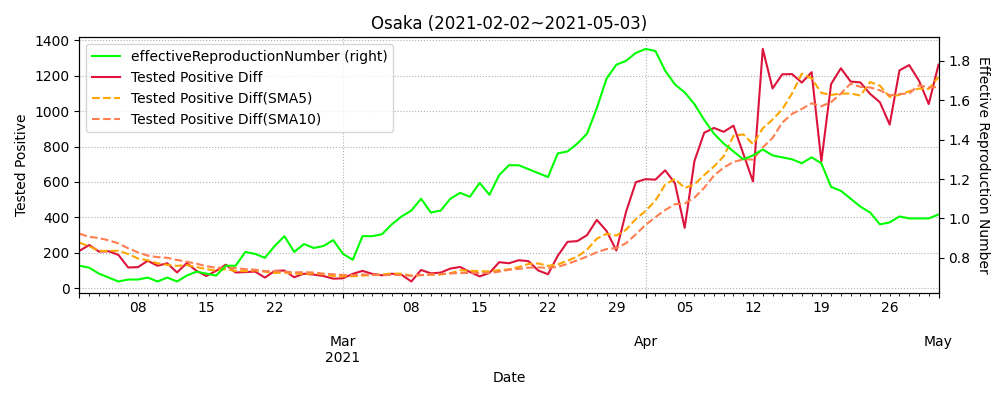 Osaka (2021-02-02~2021-05-03)
effectiveReproductionNumber (right)
Tested Positive Diff
Tested Positive Diff(SMA5)
Tested Positive Diff(SMA10)
Tested Positive
1400
1200
1000
800
600
400
200
0
1.8
1.6
1.4
1.2
1.0
0.8
Effective Reproduction Number
08 15 22 08 15 22 29 05 12 19 26
Mar Apr May
2021
Date